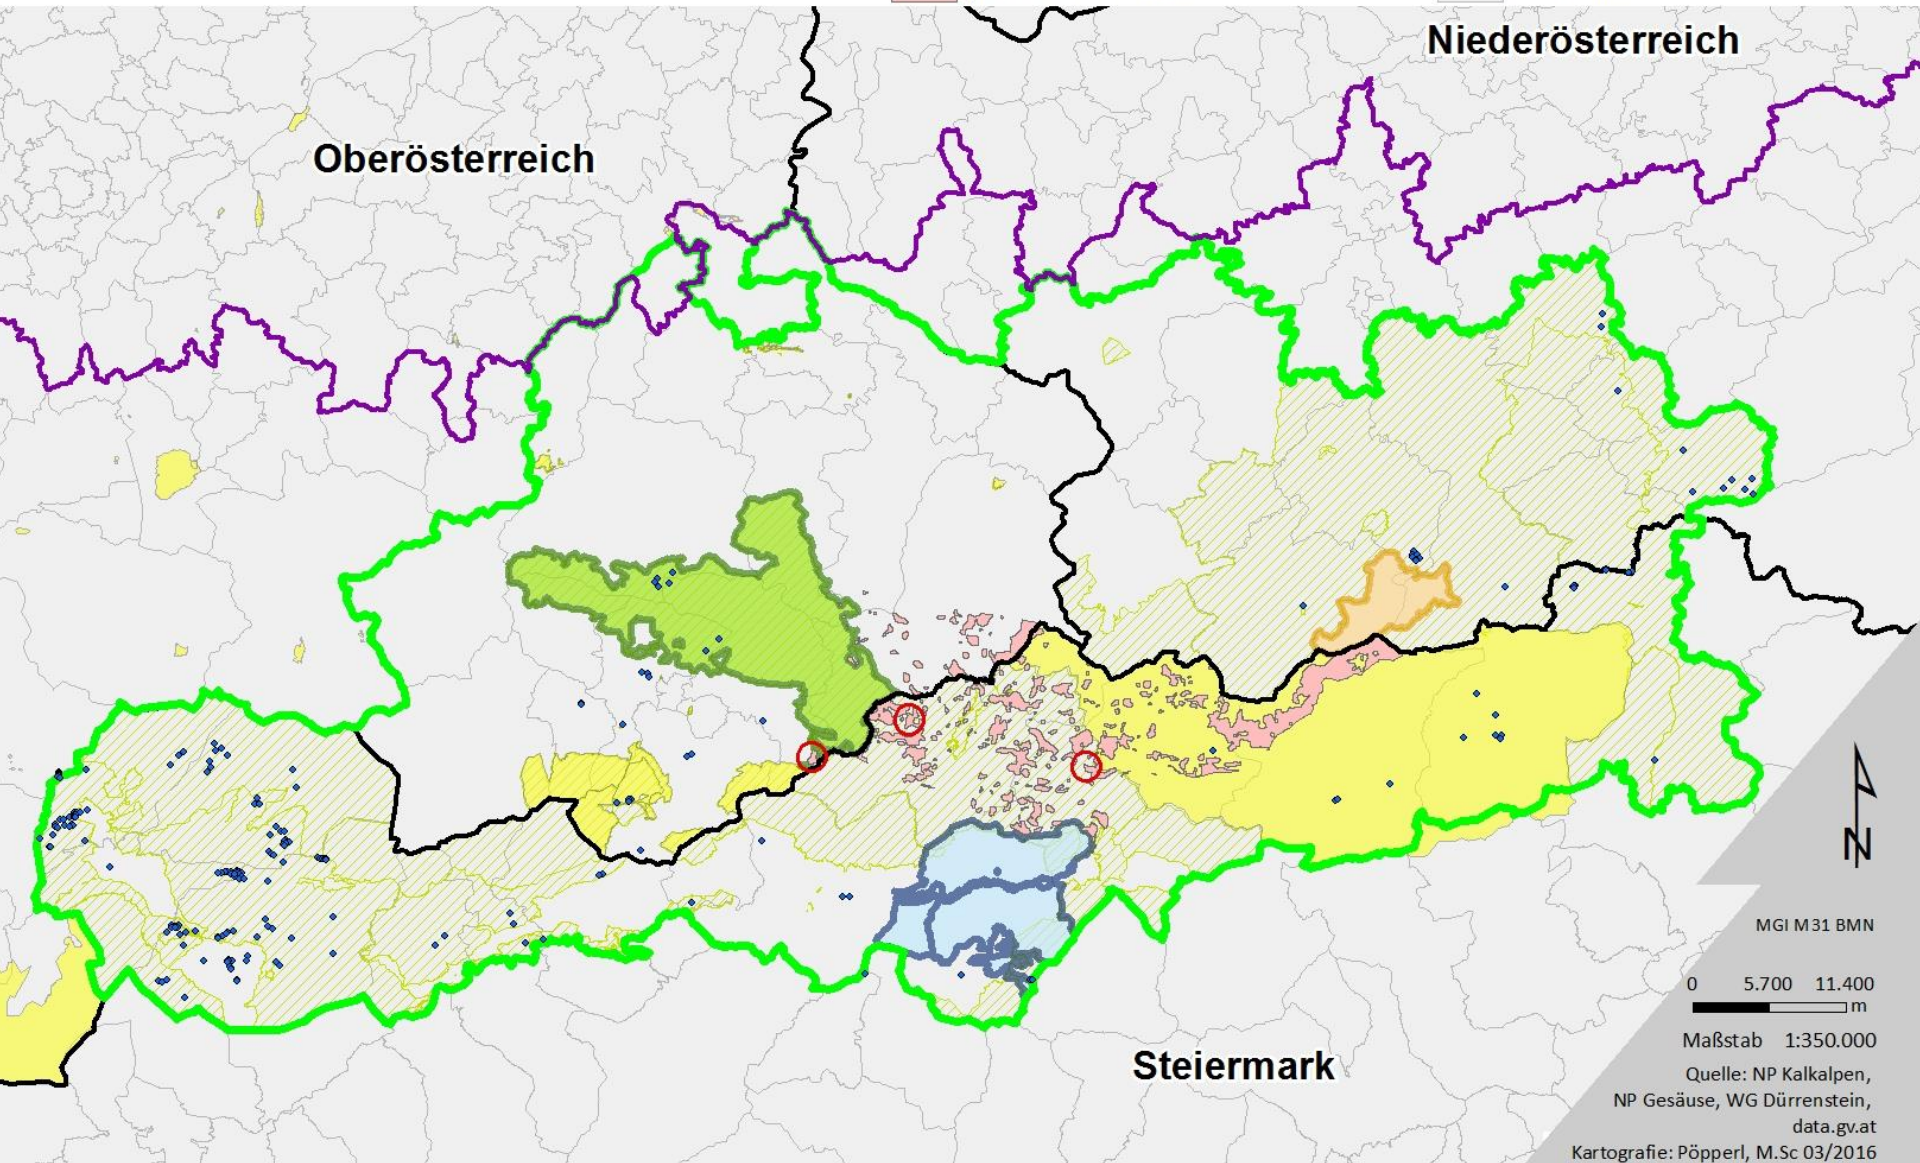 Niederösterreich
Oberösterreich
Steiermark
N
MGI M31 BMN
0 5.700 11.400
m
Maßstab 1:350.000
Quelle: NP Kalkalpen,
NP Gesäuse, WG Dürrenstein,
data.gv.at
Kartografie: Pöpperl, M.Sc 03/2016